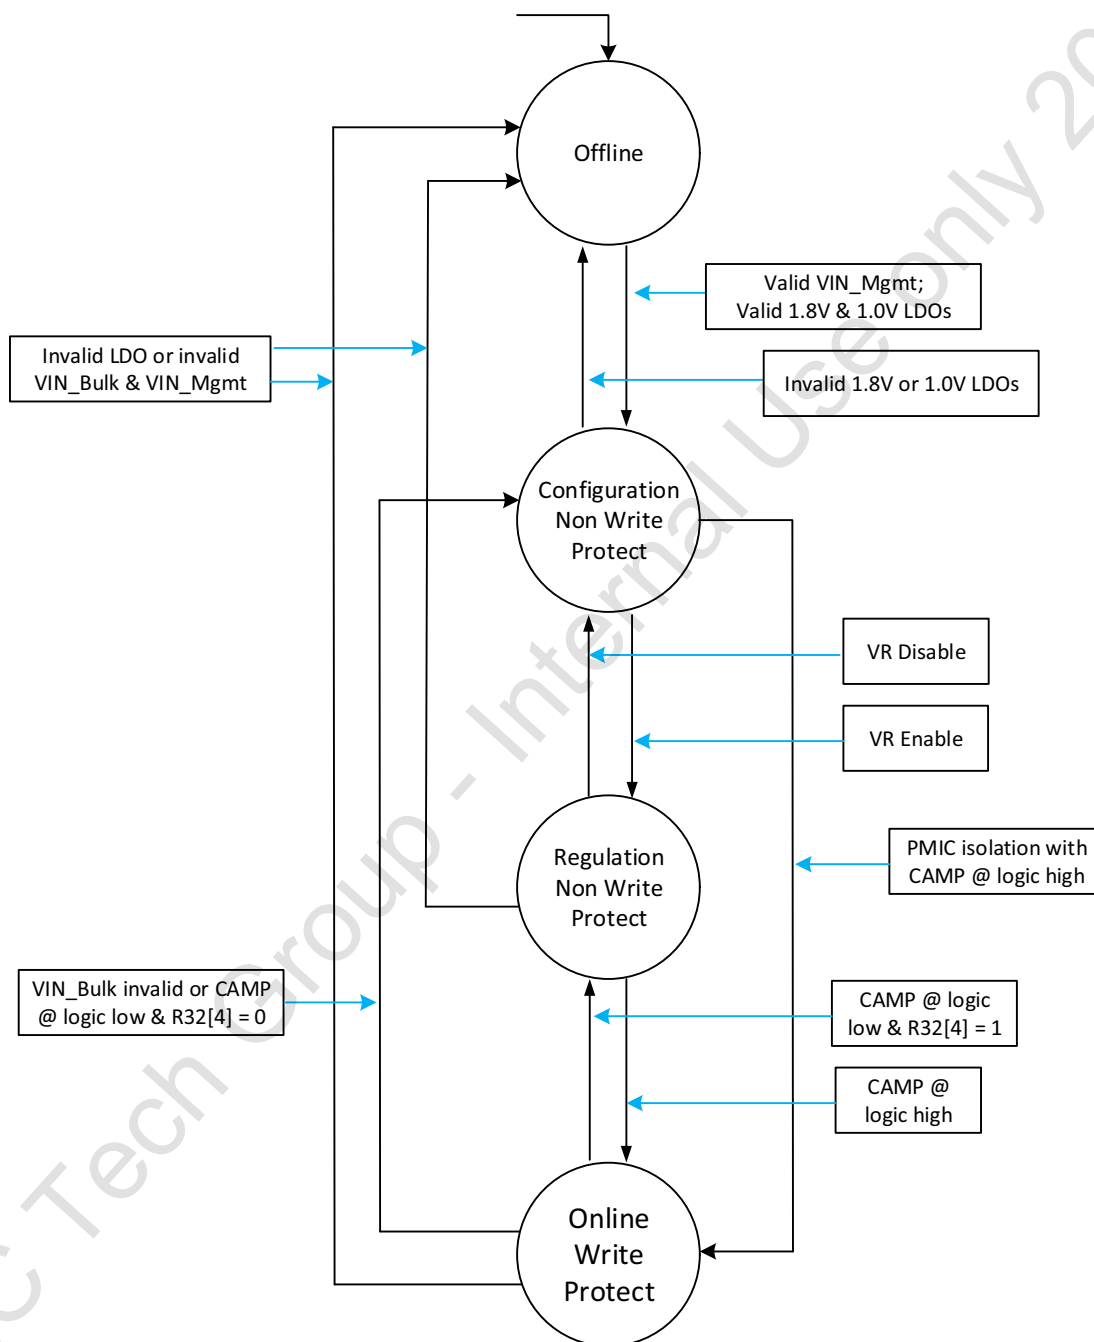 Offline
Valid VIN_Mgmt;
Valid 1.8V & 1.0V LDOs
Invalid LDO or invalid
VIN_Bulk & VIN_Mgmt
Invalid 1.8V or 1.0V LDOs
Configuration
Non Write
Protect
VR Disable
VR Enable
Regulation
Non Write
Protect
PMIC isolation with
CAMP @ logic high
VIN_Bulk invalid or CAMP
@ logic low & R32[4] = 0
CAMP @ logic
low & R32[4] = 1
CAMP @
logic high
Online
Write
Protect
C Tech Group - Internal Use only 20